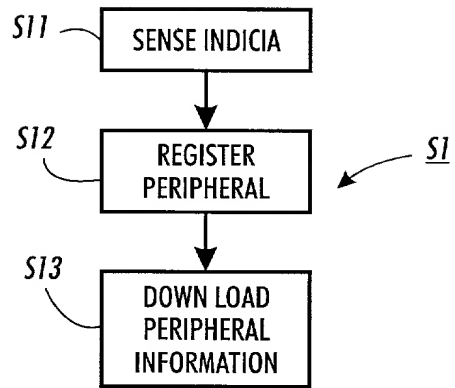 S11
SENSE INDICIA
S12
REGISTER
PERIPHERAL
S1
S13
DOWN LOAD
PERIPHERAL
INFORMATION